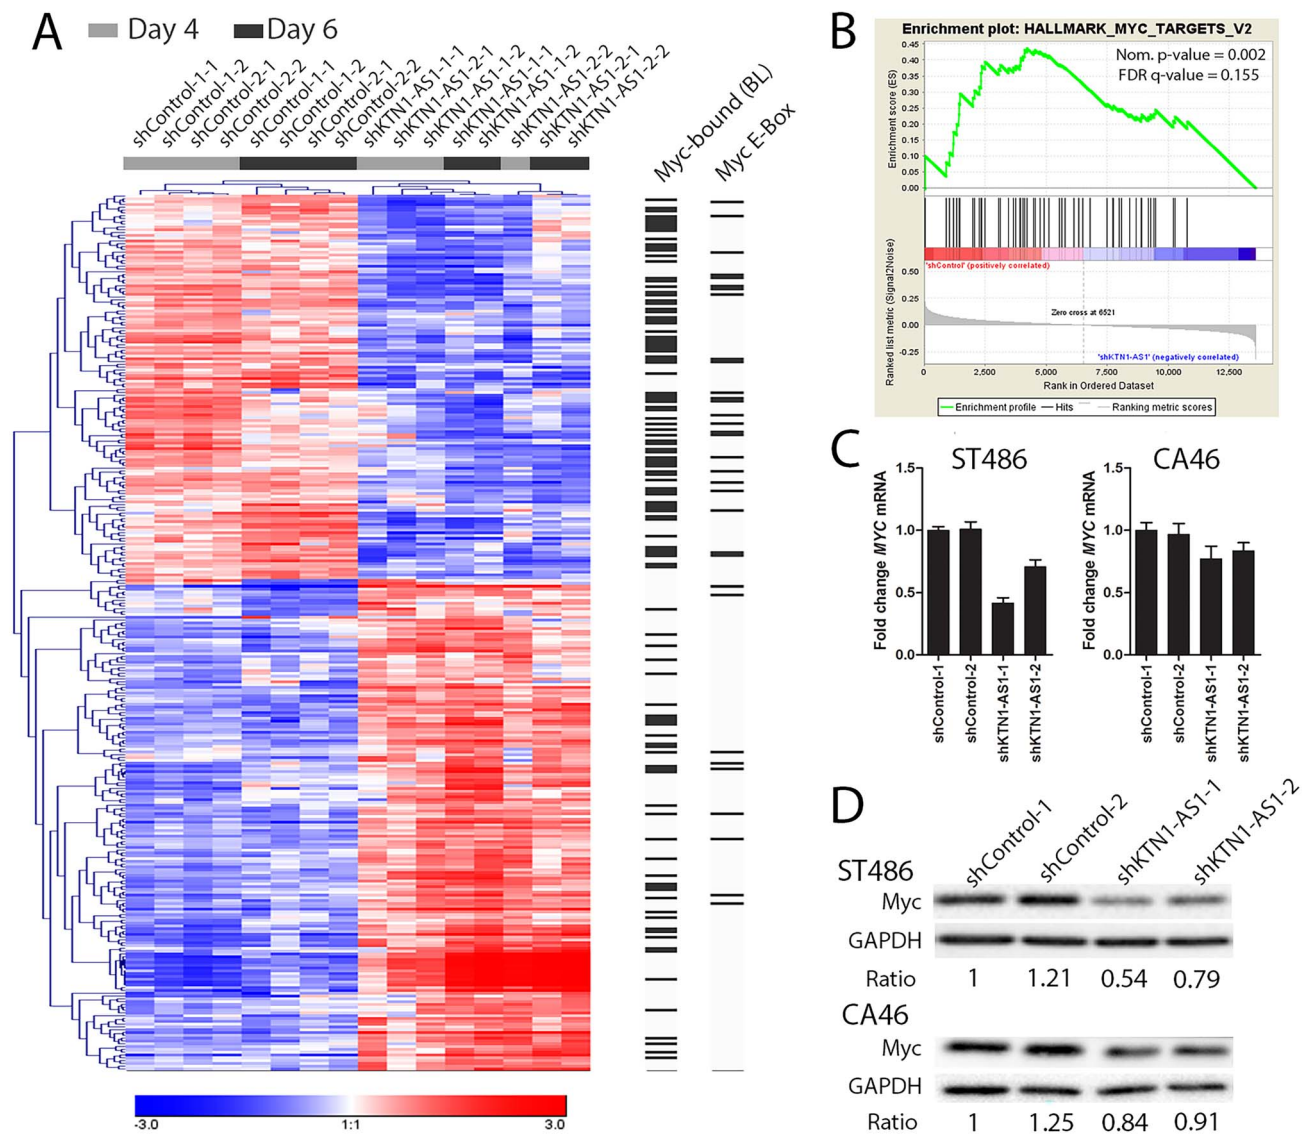 A
Day 4
Day 6
shControl-1-1
shControl-1-2
shControl-2-1
shControl-2-2
shControl-1-1
shControl-1-2
shControl-2-1
shControl-2-2
shKTN1-AS1-1-1
shKTN1-AS1-2-1
shKTN1-AS1-1-2
shKTN1-AS1-1-1
shKTN1-AS1-1-2
shKTN1-AS1-2-2
shKTN1-AS1-2-1
shKTN1-AS1-2-2
Myc-bound (BL)
Myc E-Box
-3.0
1:1
3.0
B
Enrichment plot: HALLMARK_MYC_TARGETS_V2
Nom. p-value = 0.002
FDR q-value = 0.155
Enrichment score (ES)
0.45
0.40
0.35
0.30
0.25
0.20
0.15
0.10
0.05
0.00
'shControl' (positively correlated)
Ranked list metric (Signal2Noise)
0.50
0.25
0.00
-0.25
Zero cross at 6521
'shKTN1-AS1' (negatively correlated)
0
2,500
5,000
7,500
10,000
12,500
Rank in Ordered Dataset
Enrichment profile
Hits
Ranking metric scores
C
ST486
Fold change MYC mRNA
1.5
1.0
0.5
0.0
shControl-1
shControl-2
shKTN1-AS1-1
shKTN1-AS1-2
CA46
Fold change MYC mRNA
1.5
1.0
0.5
0.0
shControl-1
shControl-2
shKTN1-AS1-1
shKTN1-AS1-2
D
shControl-1
shControl-2
shKTN1-AS1-1
shKTN1-AS1-2
ST486
Myc
GAPDH
Ratio 1 1.21 0.54 0.79
CA46
Myc
GAPDH
Ratio 1 1.25 0.84 0.91